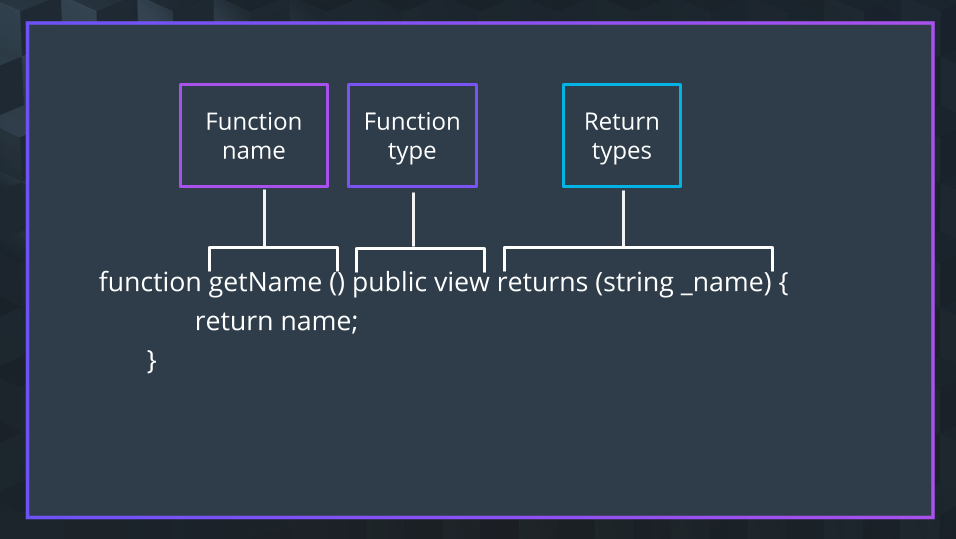 Function
name
Function
type
Return
types
function getName () public view returns (string _name) {
return name;
}